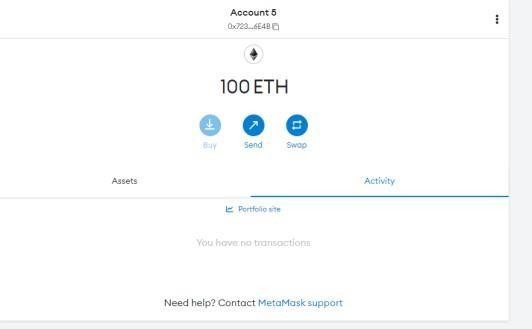 Account 5
0x723...6E4B
100 ETH
Buy
Send
Swap
Assets
Activity
Portfolio site
You have no transactions
Need help? Contact MetaMask support